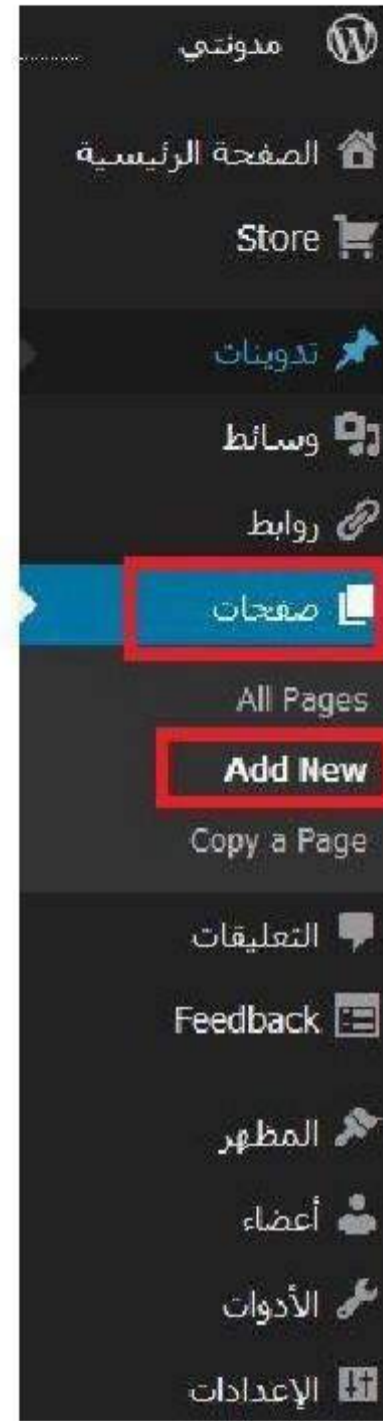 مدونتي
الصفحة الرئيسية
Store
تدوينات
وسائط
روابط
صفحات
All Pages
Add New
Copy a Page
التعليقات
Feedback
المظهر
أعضاء
الأدوات
الإعدادات